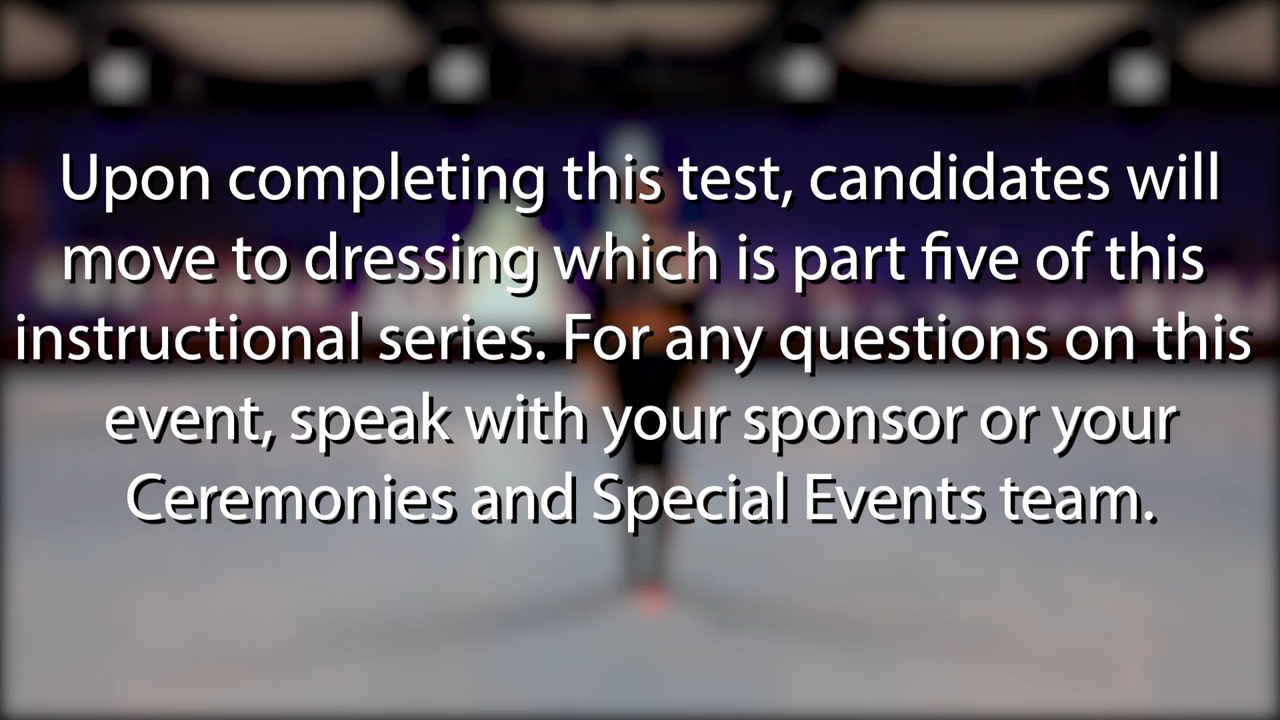 Upon completing this test, candidates will
move to dressing which is part five of this
instructional series. For any questions on this
event, speak with your sponsor or your
Ceremonies and Special Events team.